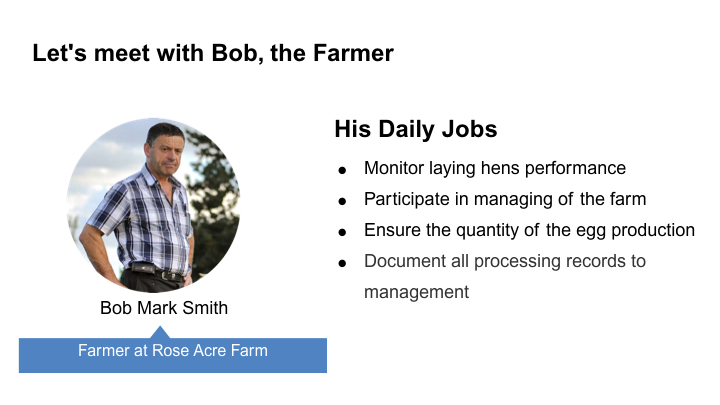 Let's meet with Bob, the Farmer
His Daily Jobs
Monitor laying hens performance
Participate in managing of the farm
Ensure the quantity of the egg production
Document all processing records to
management
Bob Mark Smith
Farmer at Rose Acre Farm